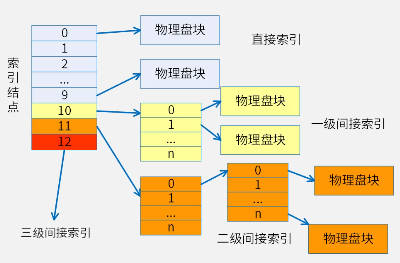 索引结点
0
1
2
...
9
10
11
12
物理盘块
直接索引
物理盘块
0
1
...
n
物理盘块
物理盘块
一级间接索引
0
1
...
n
0
1
...
n
物理盘块
物理盘块
二级间接索引
三级间接索引